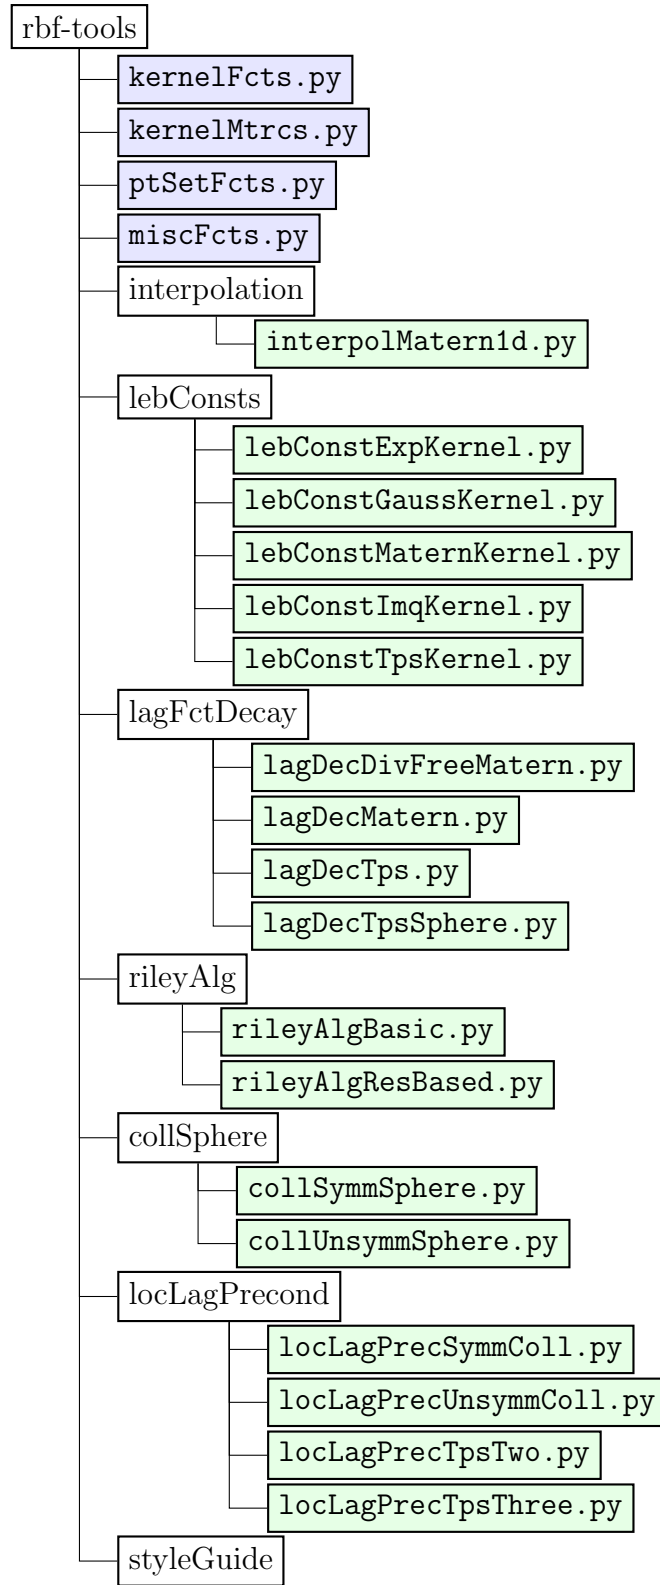 rbf-tools
kernelFcts.py
kernelMtrcs.py
ptSetFcts.py
miscFcts.py
interpolation
interpolMatern1d.py
lebConsts
lebConstExpKernel.py
lebConstGaussKernel.py
lebConstMaternKernel.py
lebConstImqKernel.py
lebConstTpsKernel.py
lagFctDecay
lagDecDivFreeMatern.py
lagDecMatern.py
lagDecTps.py
lagDecTpsSphere.py
rileyAlg
rileyAlgBasic.py
rileyAlgResBased.py
collSphere
collSymmSphere.py
collUnsymmSphere.py
locLagPrecond
locLagPrecSymmColl.py
locLagPrecUnsymmColl.py
locLagPrecTpsTwo.py
locLagPrecTpsThree.py
styleGuide